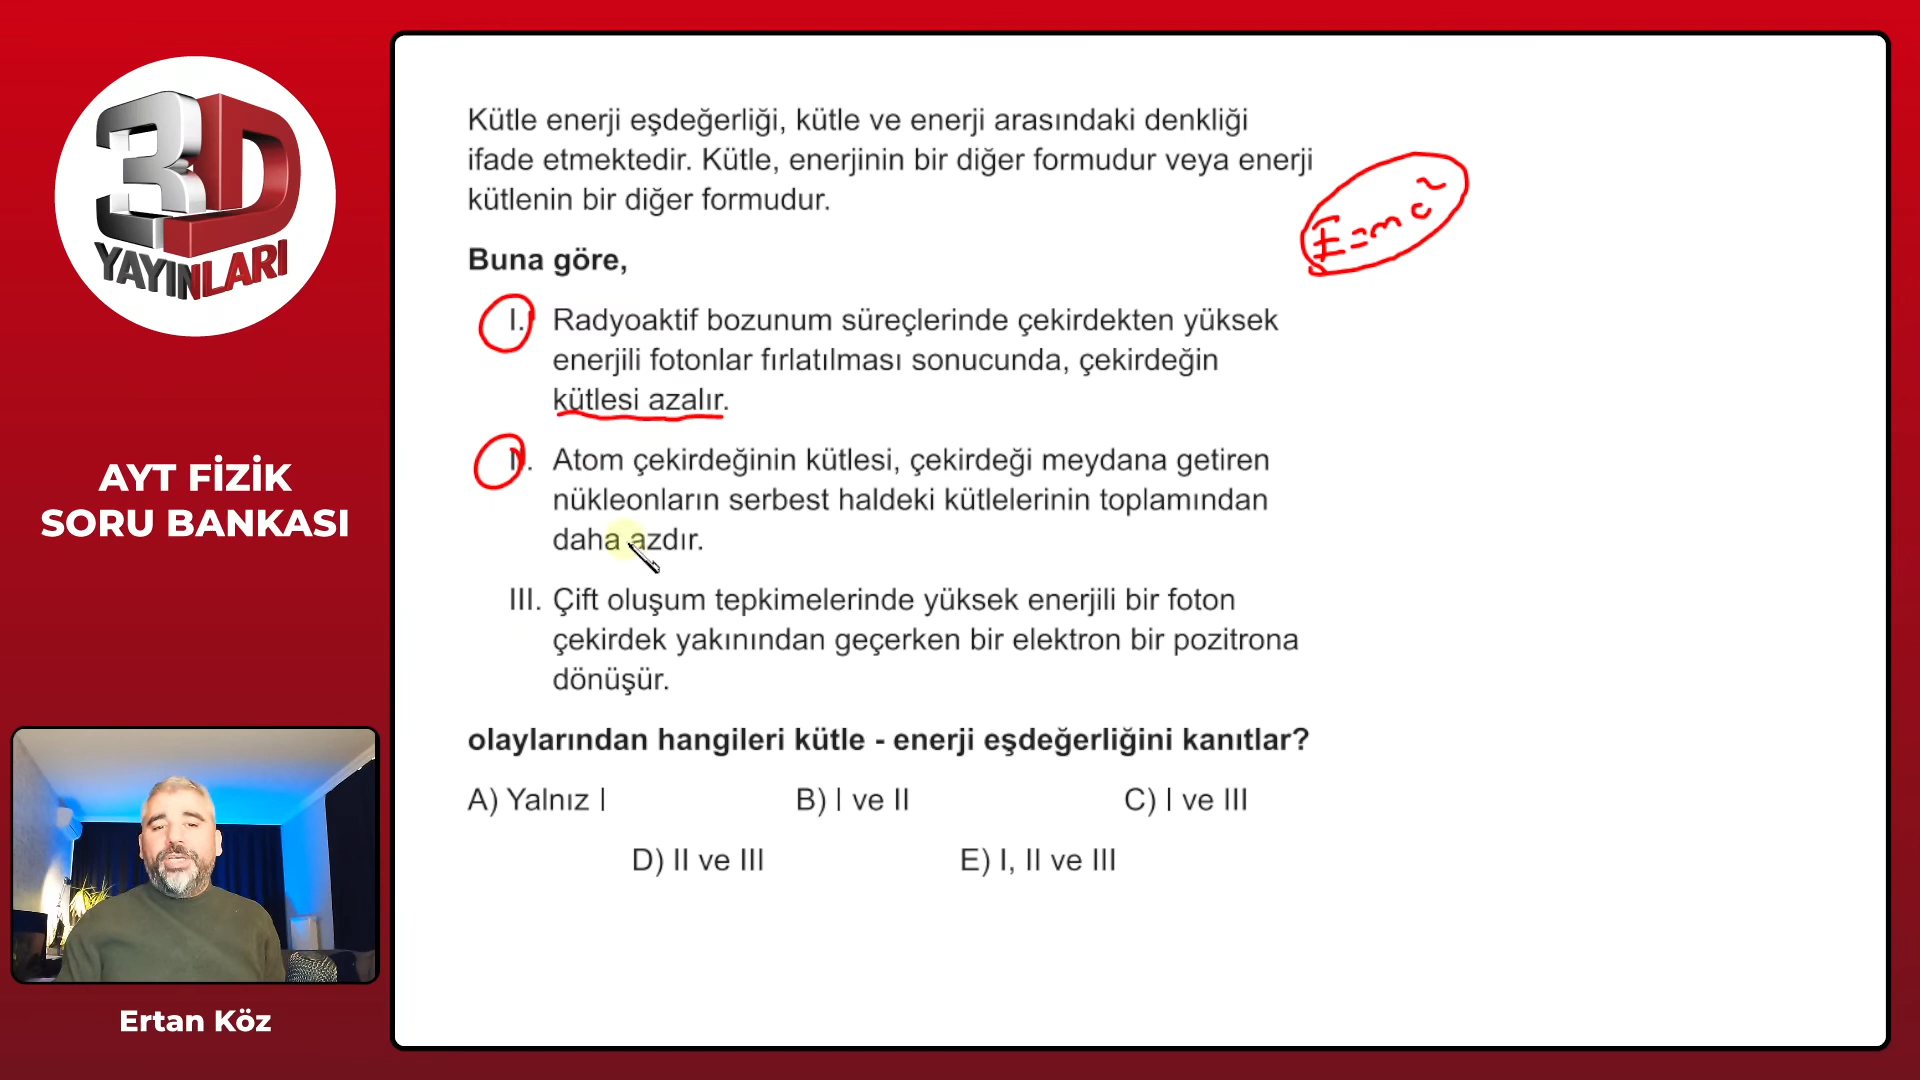 3D
YAYINLARI
AYT FİZİK
SORU BANKASI
Ertan Köz
Kütle enerji eşdeğerliği, kütle ve enerji arasındaki denkliği
ifade etmektedir. Kütle, enerjinin bir diğer formudur veya enerji
kütlenin bir diğer formudur.
E=mc²
Buna göre,
I. Radyoaktif bozunum süreçlerinde çekirdekten yüksek
enerjili fotonlar fırlatılması sonucunda, çekirdeğin
kütlesi azalır.
II. Atom çekirdeğinin kütlesi, çekirdeği meydana getiren
nükleonların serbest haldeki kütlelerinin toplamından
daha azdır.
III. Çift oluşum tepkimelerinde yüksek enerjili bir foton
çekirdek yakınından geçerken bir elektron bir pozitrona
dönüşür.
olaylarından hangileri kütle - enerji eşdeğerliğini kanıtlar?
A) Yalnız I B) I ve II C) I ve III
D) II ve III E) I, II ve III